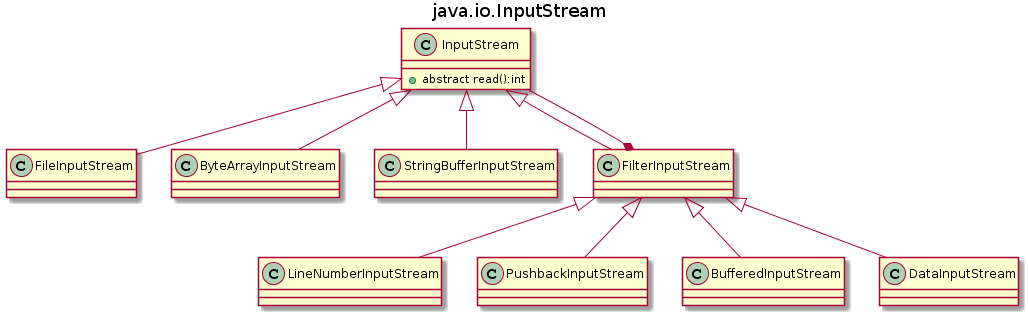 java.io.InputStream
C InputStream
abstract read():int
C FileInputStream
C ByteArrayInputStream
C StringBufferInputStream
C FilterInputStream
C LineNumberInputStream
C PushbackInputStream
C BufferedInputStream
C DataInputStream